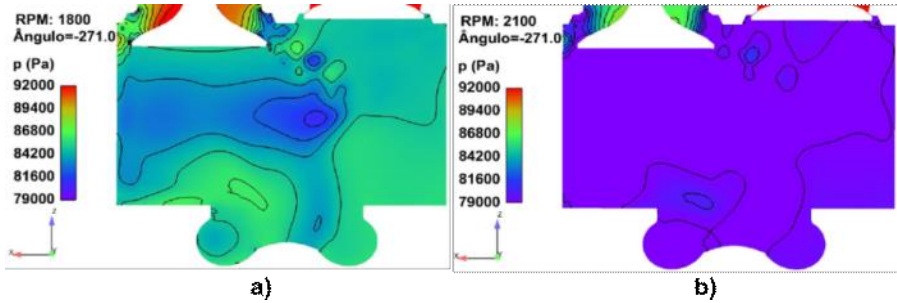 RPM: 1800
Ângulo=-271.0
p (Pa)
92000
89400
86800
84200
81600
79000
z
x
y
a)
RPM: 2100
Ângulo=-271.0
p (Pa)
92000
89400
86800
84200
81600
79000
z
x
y
b)